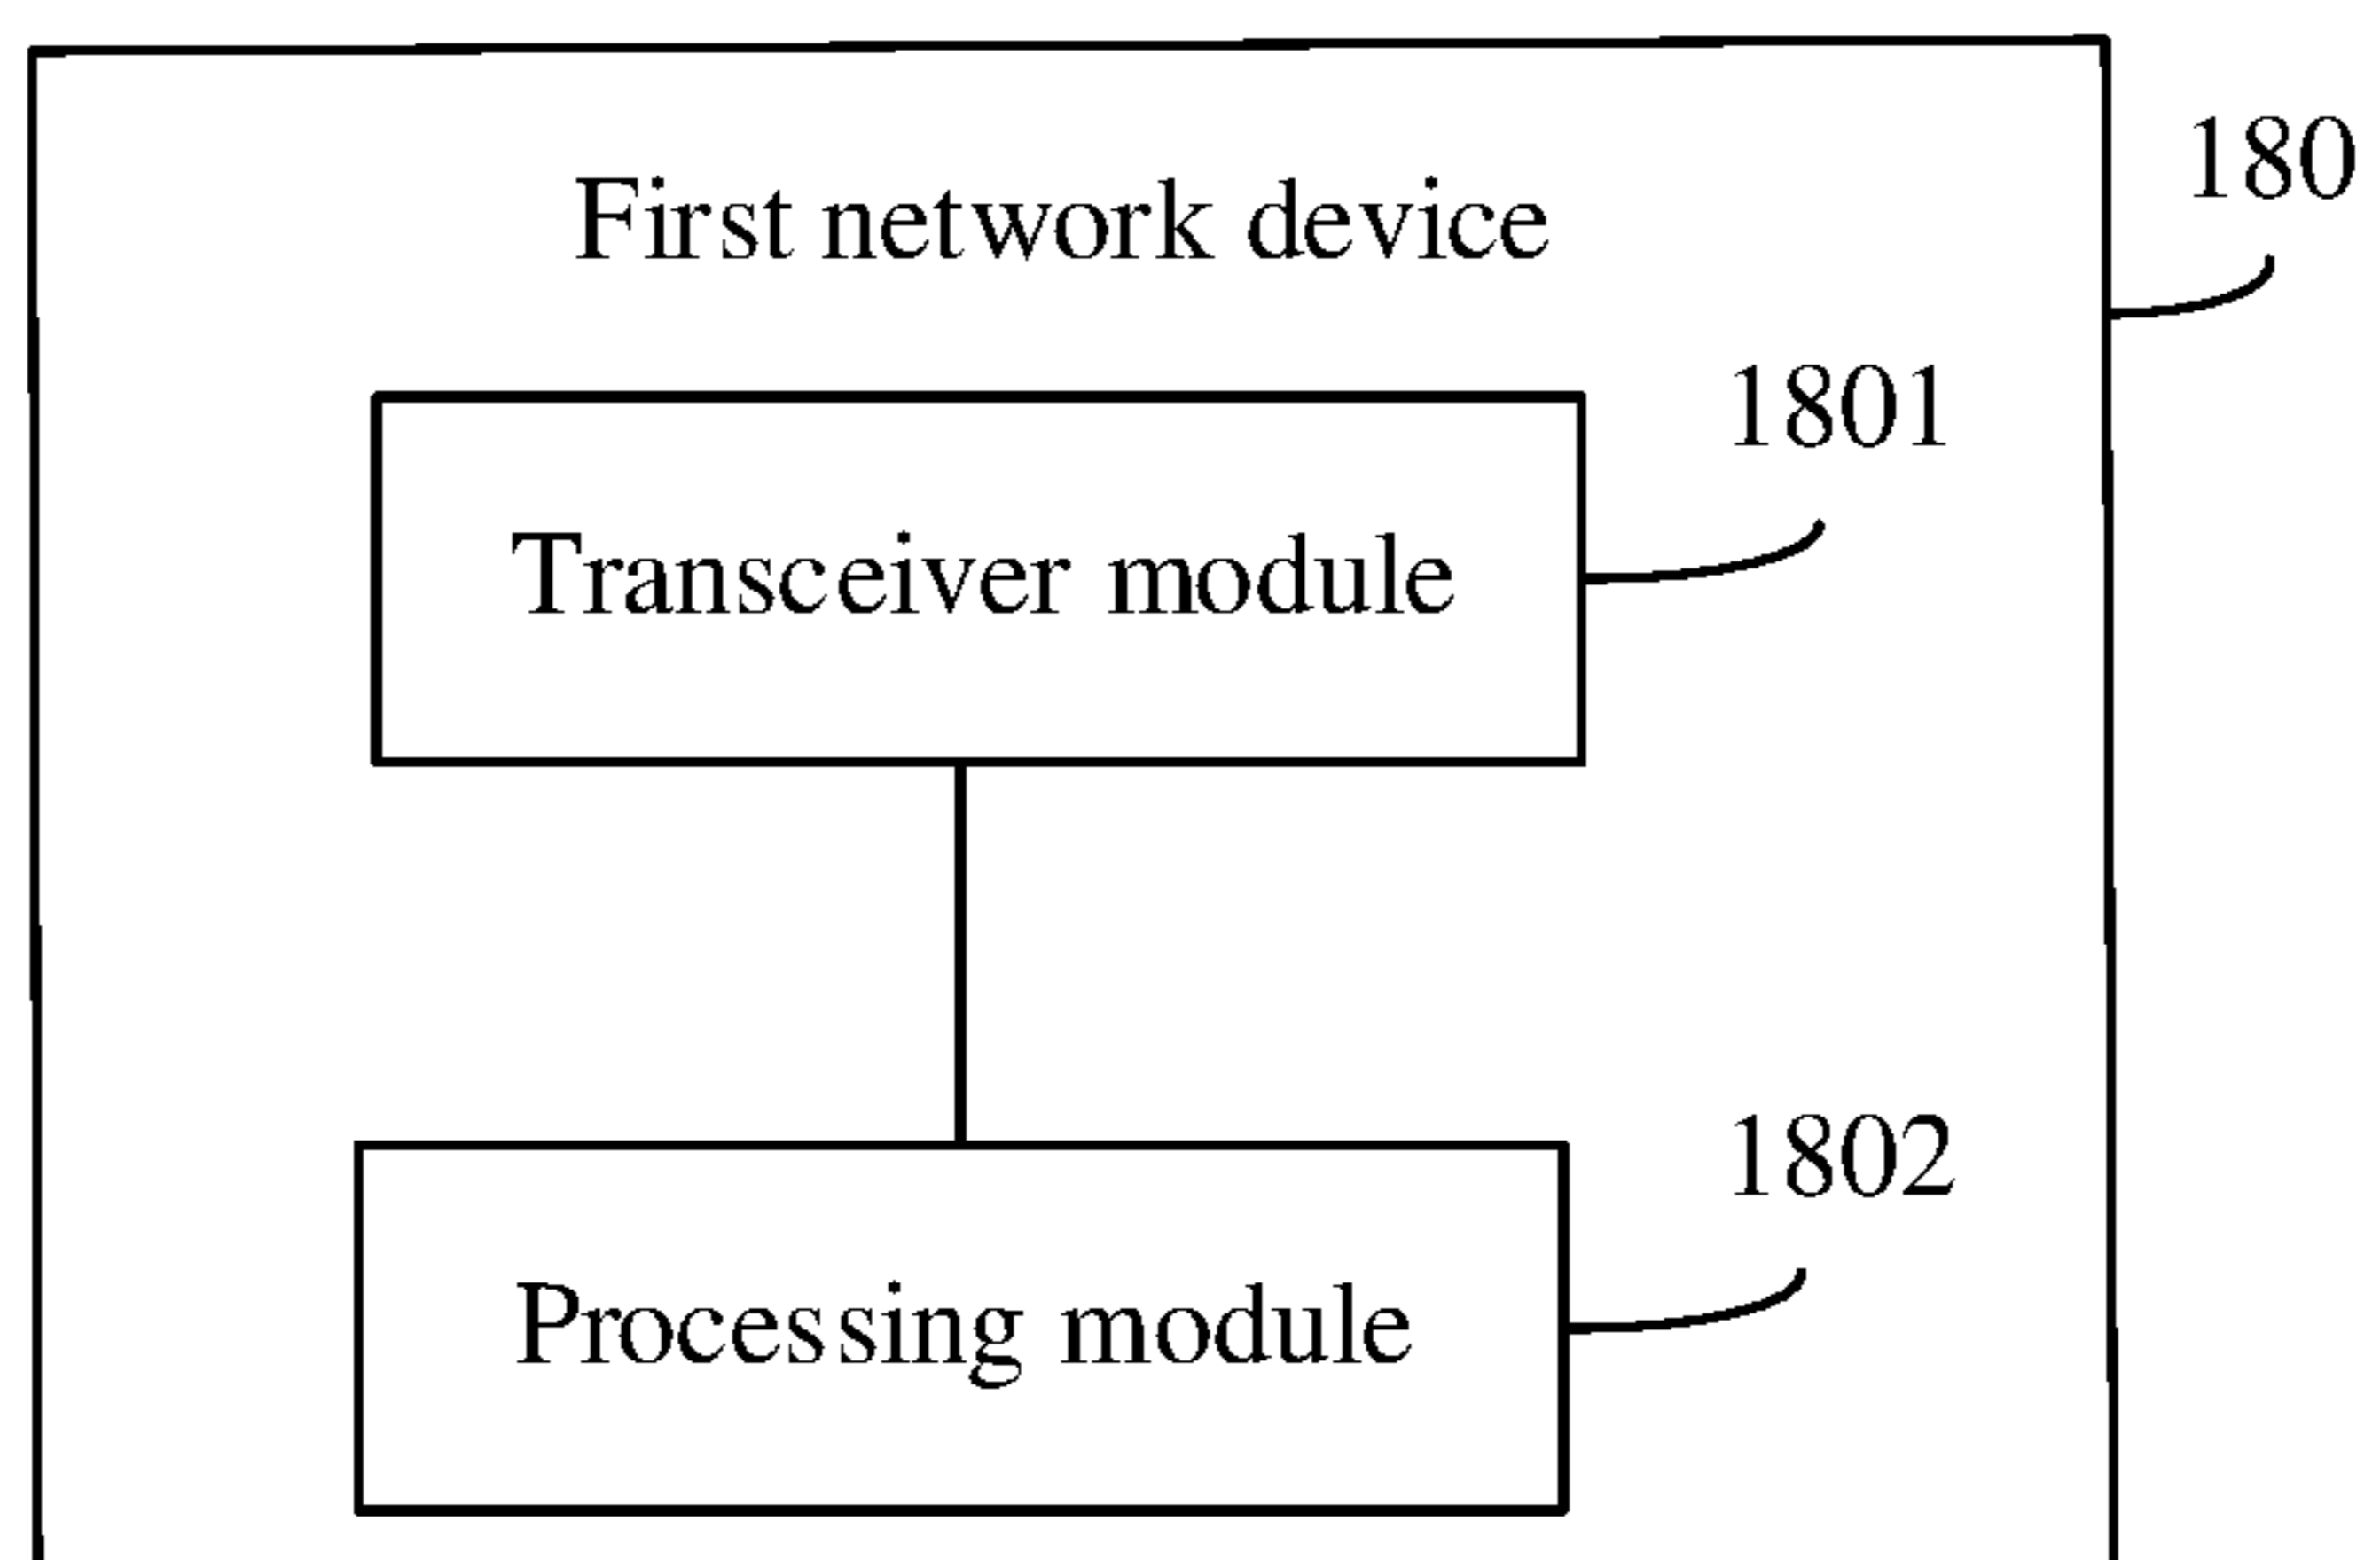 180
First network device
1801
Transceiver module
1802
Processing module